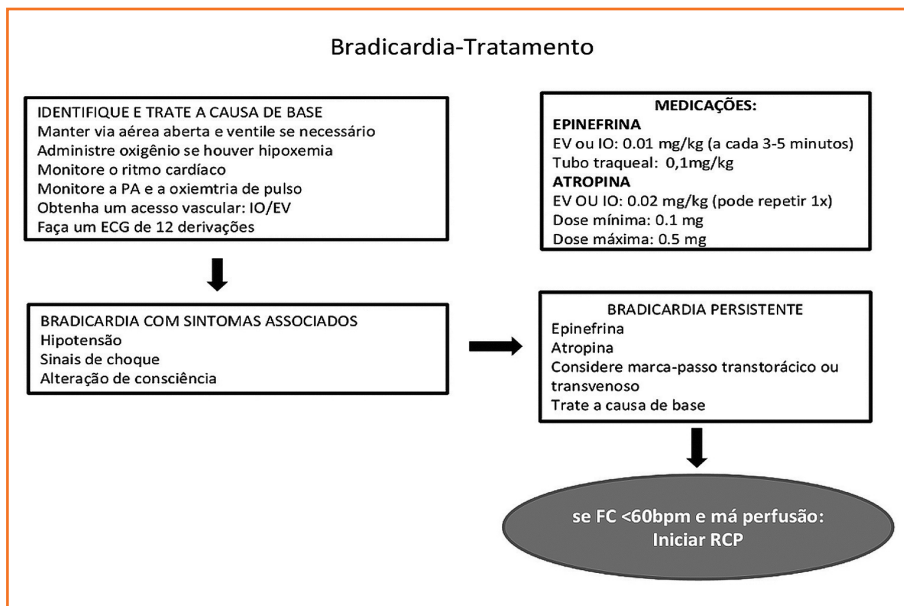 Bradicardia-Tratamento
IDENTIFIQUE E TRATE A CAUSA DE BASE
Manter via aérea aberta e ventile se necessário
Administre oxigênio se houver hipoxemia
Monitore o ritmo cardíaco
Monitore a PA e a oxiemtria de pulso
Obtenha um acesso vascular: IO/EV
Faça um ECG de 12 derivações
MEDICAÇÕES:
EPINEFRINA
EV ou IO: 0.01 mg/kg (a cada 3-5 minutos)
Tubo traqueal: 0,1mg/kg
ATROPINA
EV OU IO: 0.02 mg/kg (pode repetir 1x)
Dose mínima: 0.1 mg
Dose máxima: 0.5 mg
BRADICARDIA COM SINTOMAS ASSOCIADOS
Hipotensão
Sinais de choque
Alteração de consciência
BRADICARDIA PERSISTENTE
Epinefrina
Atropina
Considere marca-passo transtorácico ou
transvenoso
Trate a causa de base
se FC <60bpm e má perfusão:
Iniciar RCP